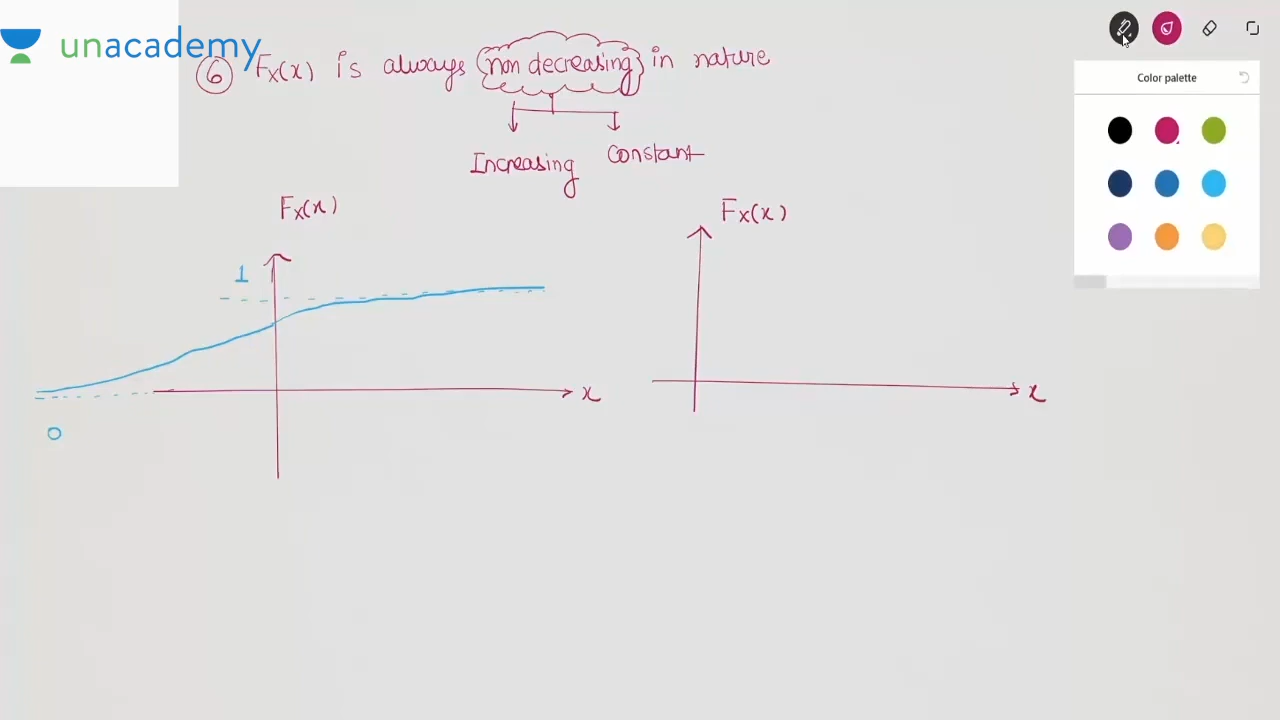 unacademy
⑥ Fx(x) is always (non decreasing) in nature
Increasing Constant
Fx(x)
Fx(x)
1
x
x
0
Color palette